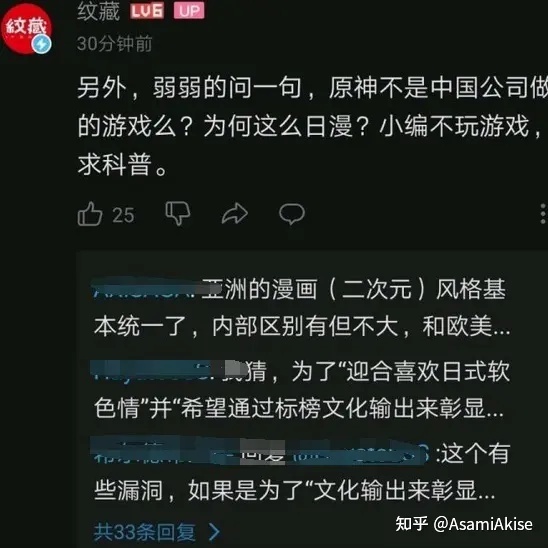 紋藏
紋藏 LV6 UP
30分钟前
另外，弱弱的问一句，原神不是中国公司做
的游戏么？为何这么日漫？小编不玩游戏，
求科普。
25
亚洲的漫画（二次元）风格基
本统一了，内部区别有但不大，和欧美...
我猜，为了“迎合喜欢日式软
色情”并“希望通过标榜文化输出来彰显...
回复 :这个有
些漏洞，如果是为了“文化输出来彰显...
共33条回复
知乎 @AsamiAkise